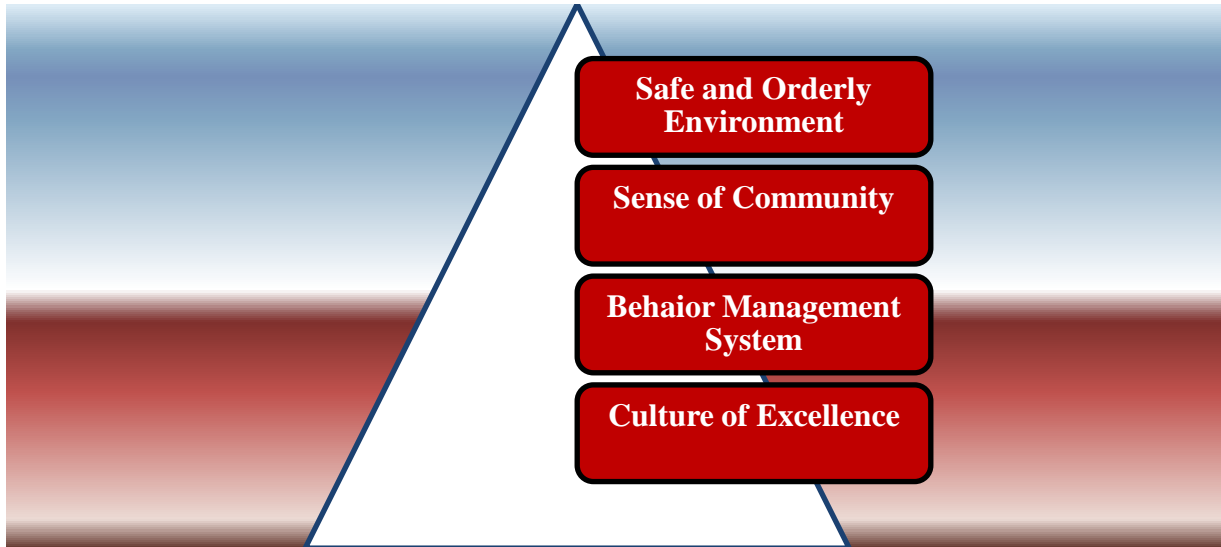 Safe and Orderly
Environment
Sense of Community
Behaior Management
System
Culture of Excellence